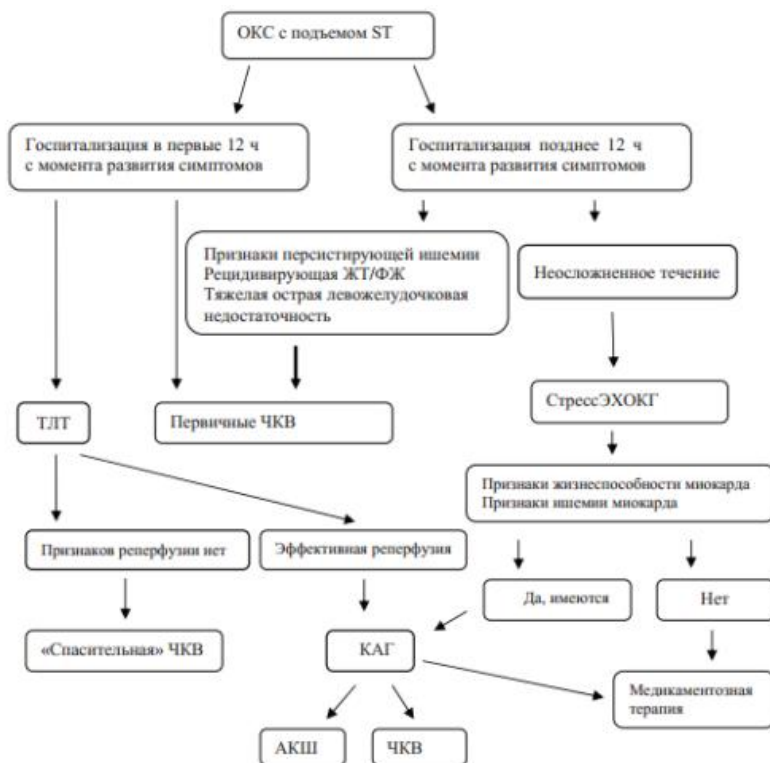 ОКС с подъемом ST
Госпитализация в первые 12 ч
с момента развития симптомов
Госпитализация позднее 12 ч
с момента развития симптомов
Признаки персистирующей ишемии
Рецидивирующая ЖТ/ФЖ
Тяжелая острая левожелудочковая
недостаточность
Неосложненное течение
СтрессЭХОКГ
ТЛТ
Первичные ЧКВ
Признаки жизнеспособности миокарда
Признаки ишемии миокарда
Признаков реперфузии нет
Эффективная реперфузия
Да, имеются
Нет
«Спасительная» ЧКВ
КАГ
Медикаментозная
терапия
АКШ
ЧКВ